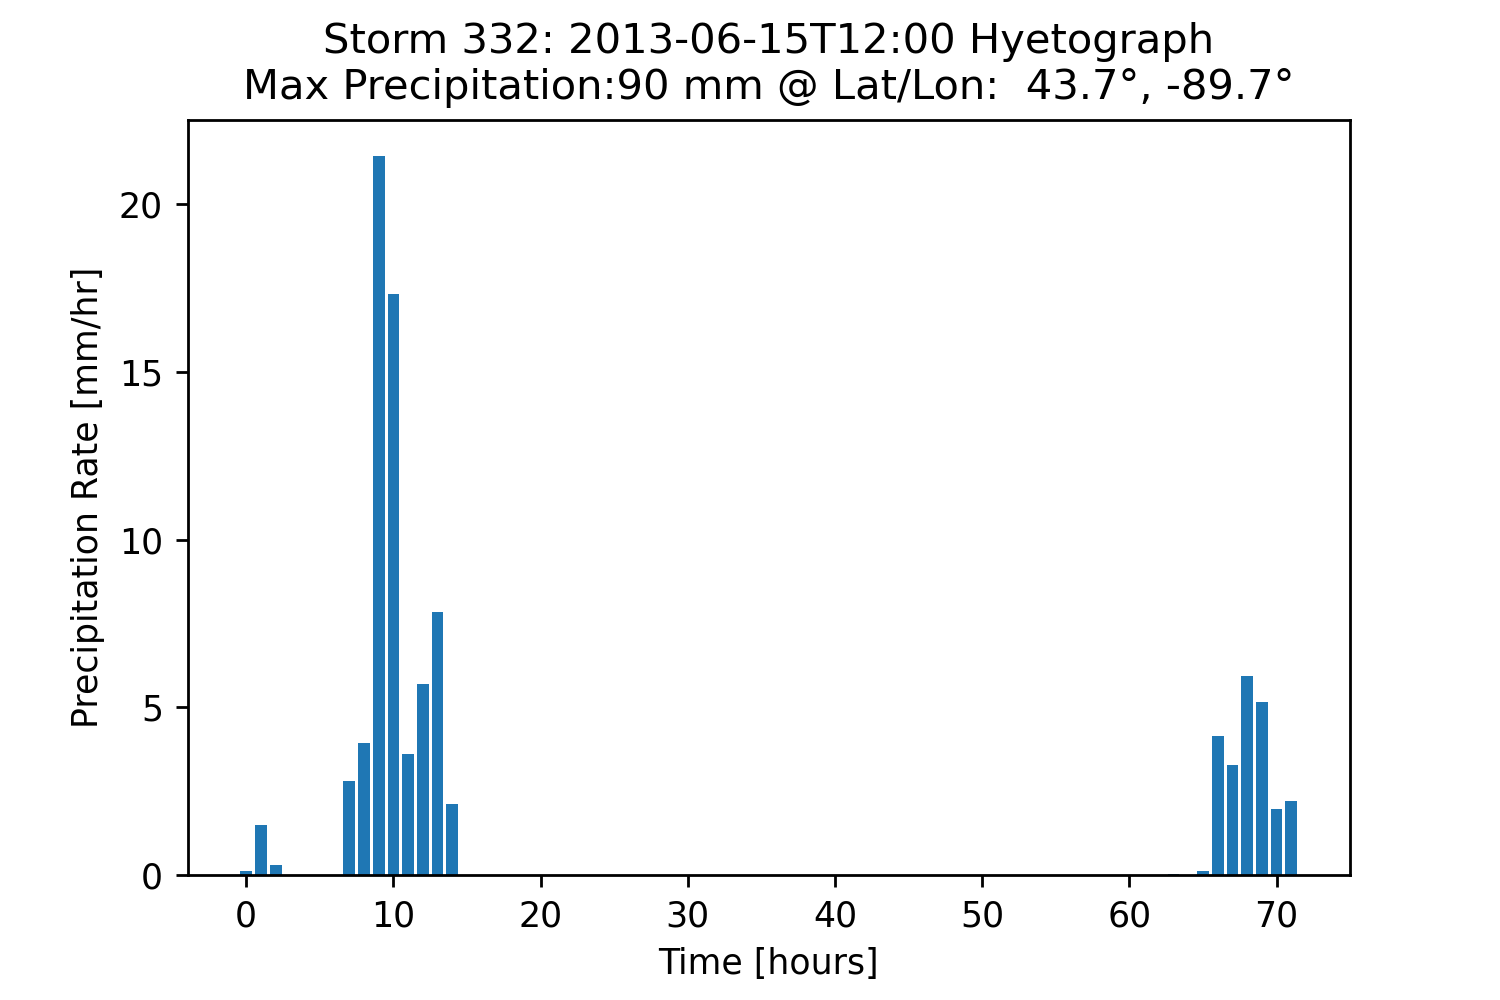 Storm 332: 2013-06-15T12:00 Hyetograph
Max Precipitation:90 mm @ Lat/Lon:  43.7°, -89.7°
Precipitation Rate [mm/hr]
20
15
10
5
0
0 10 20 30 40 50 60 70
Time [hours]